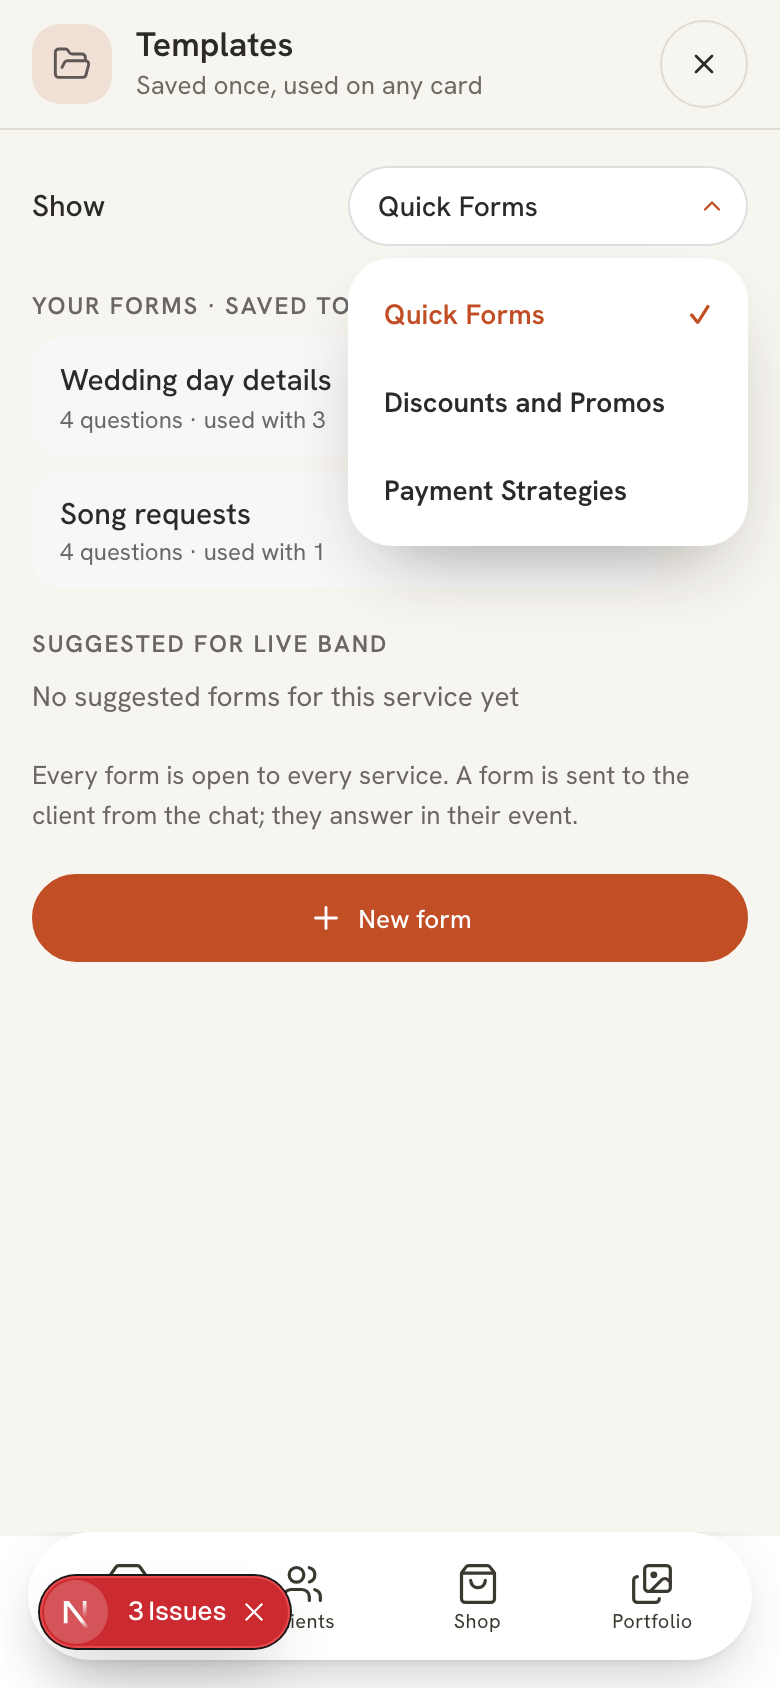 Templates
Saved once, used on any card
Show
Quick Forms
YOUR FORMS · SAVED TO
Quick Forms
Discounts and Promos
Payment Strategies
Wedding day details
4 questions · used with 3
Song requests
4 questions · used with 1
SUGGESTED FOR LIVE BAND
No suggested forms for this service yet
Every form is open to every service. A form is sent to the
client from the chat; they answer in their event.
New form
N 3 Issues
ients
Shop
Portfolio